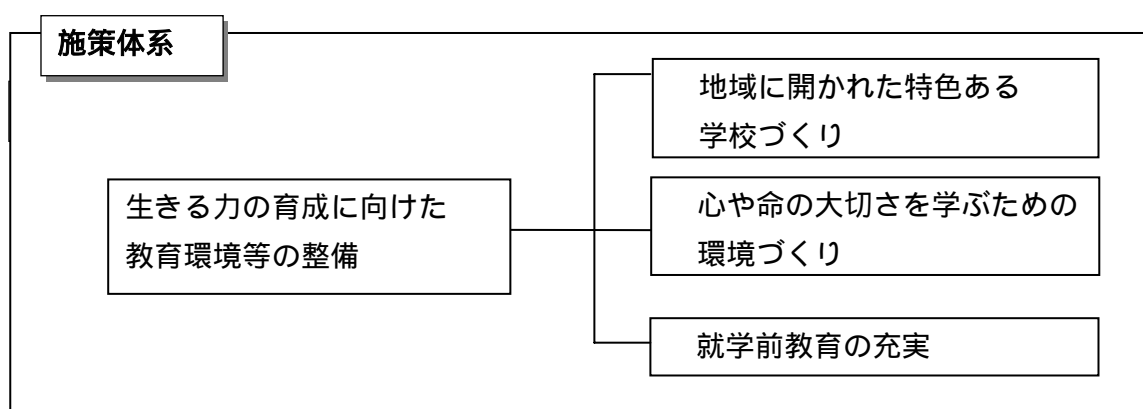 施策体系
地域に開かれた特色ある
学校づくり
生きる力の育成に向けた
教育環境等の整備
心や命の大切さを学ぶための
環境づくり
就学前教育の充実